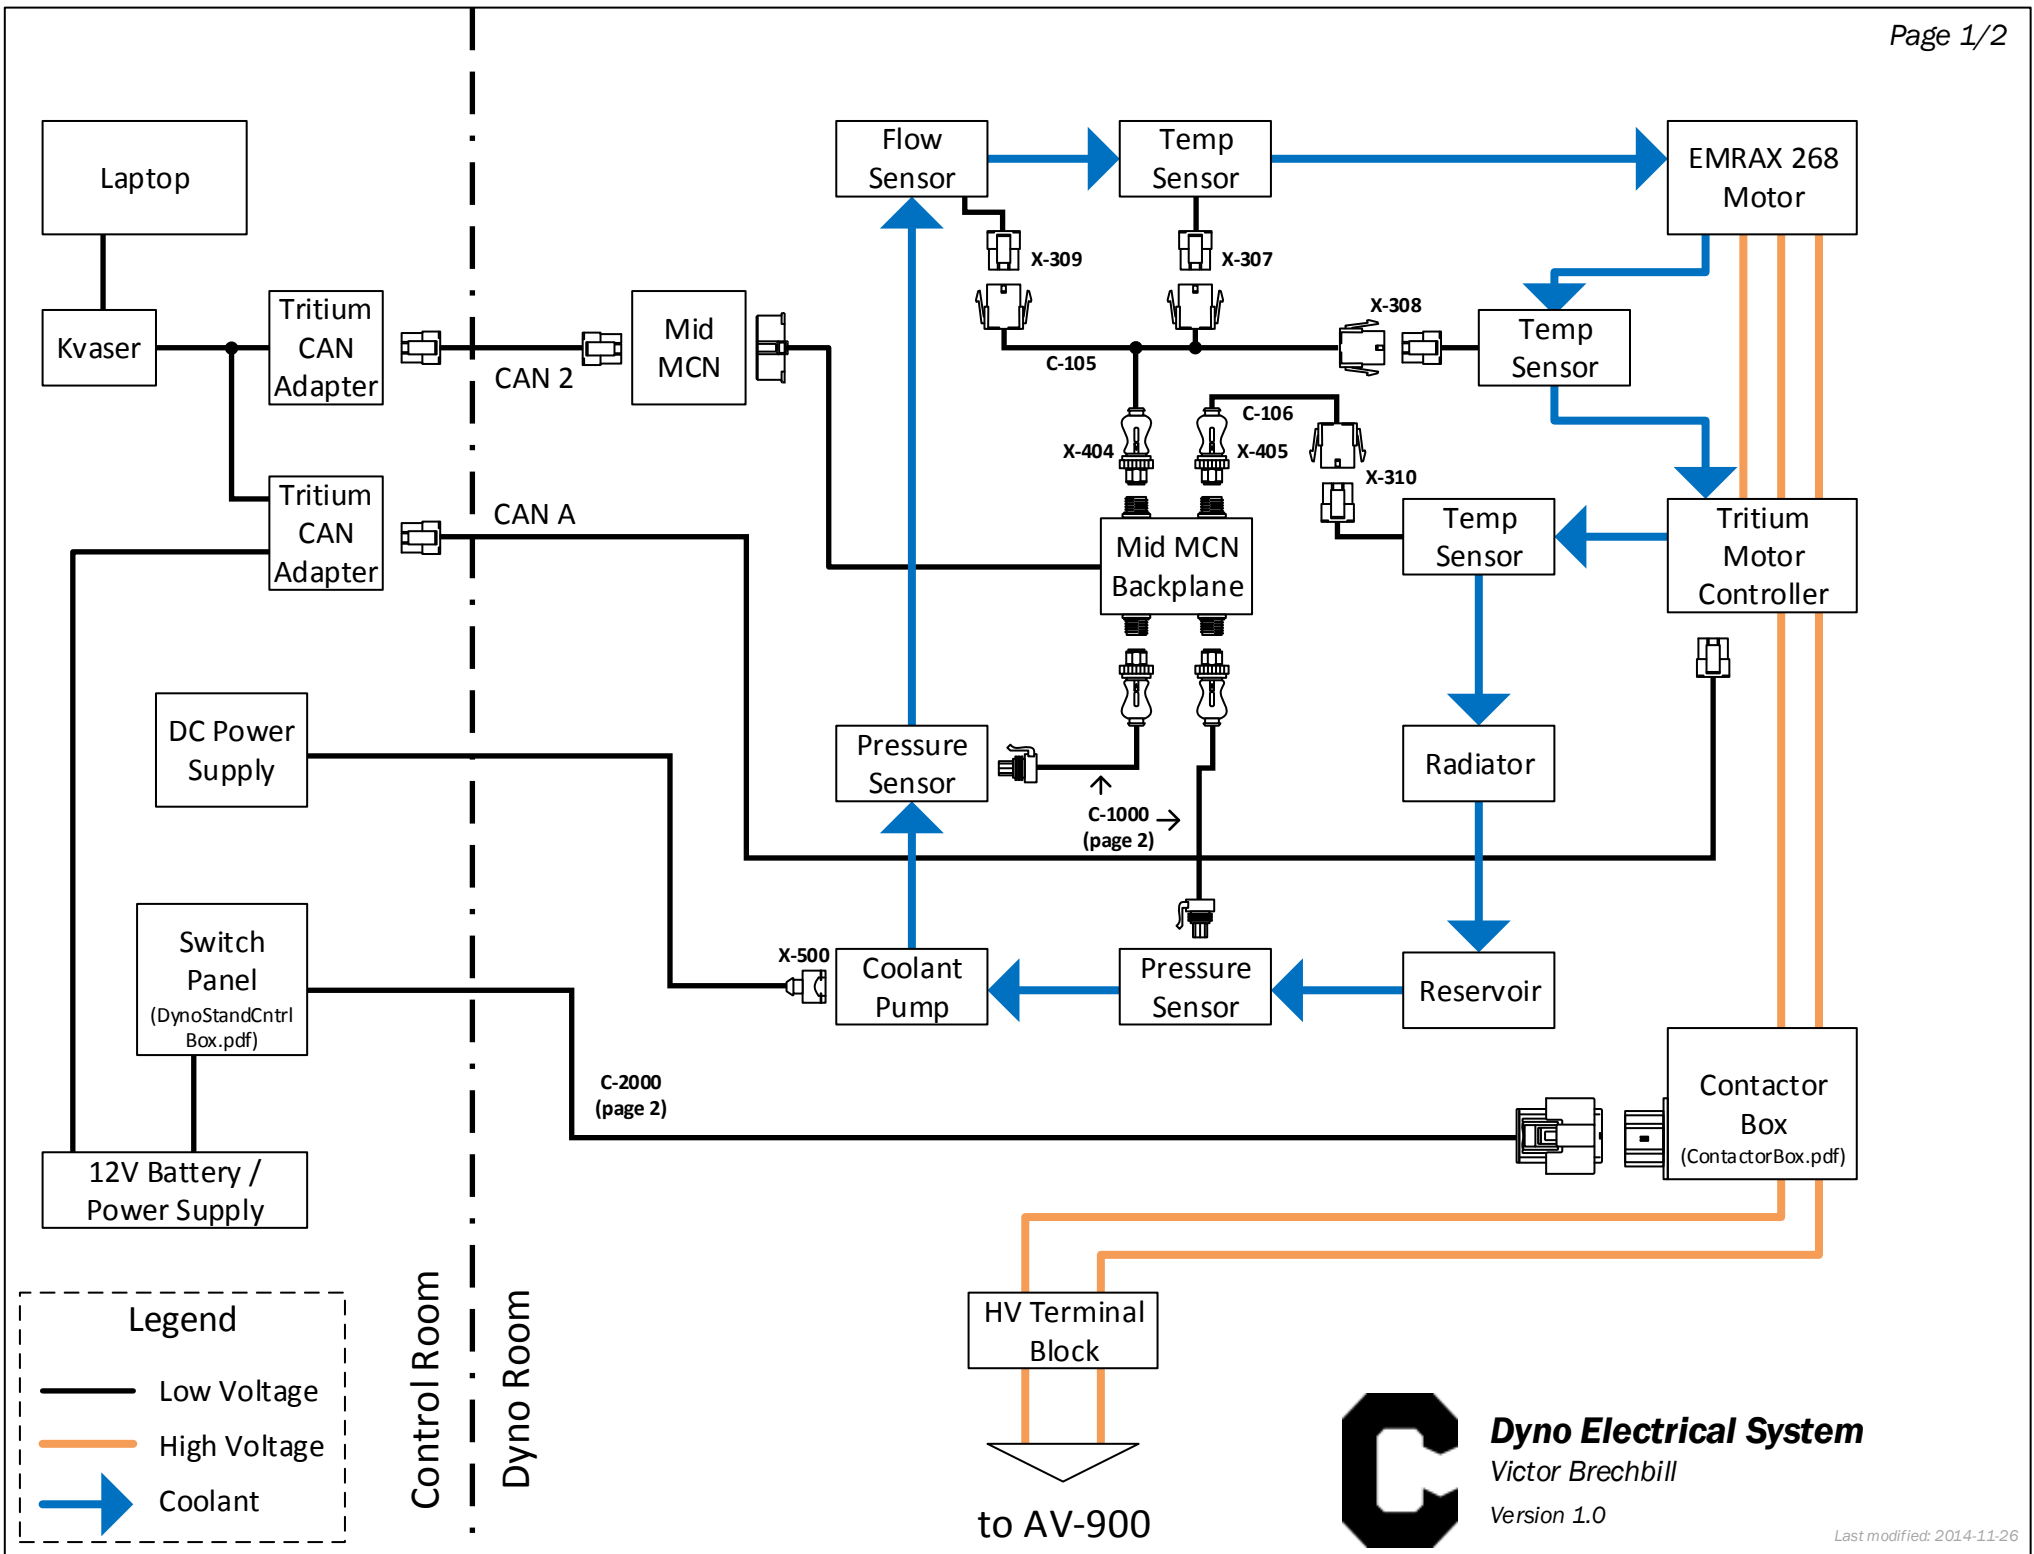 Page 1/2
Laptop
Flow
Sensor
Temp
Sensor
EMRAX 268
Motor
X-309
X-307
X-308
Kvaser
Tritium
CAN
Adapter
CAN 2
Mid
MCN
C-105
Temp
Sensor
C-106
X-404
X-405
X-310
Tritium
CAN
Adapter
CAN A
Mid MCN
Backplane
Temp
Sensor
Tritium
Motor
Controller
DC Power
Supply
Pressure
Sensor
C-1000
(page 2)
Radiator
Switch
Panel
(DynoStandCntrl
Box.pdf)
X-500
Coolant
Pump
Pressure
Sensor
Reservoir
C-2000
(page 2)
Contactor
Box
(ContactorBox.pdf)
12V Battery /
Power Supply
Legend
Low Voltage
High Voltage
Coolant
Control Room
Dyno Room
HV Terminal
Block
to AV-900
C
Dyno Electrical System
Victor Brechbill
Version 1.0
Last modified: 2014-11-26